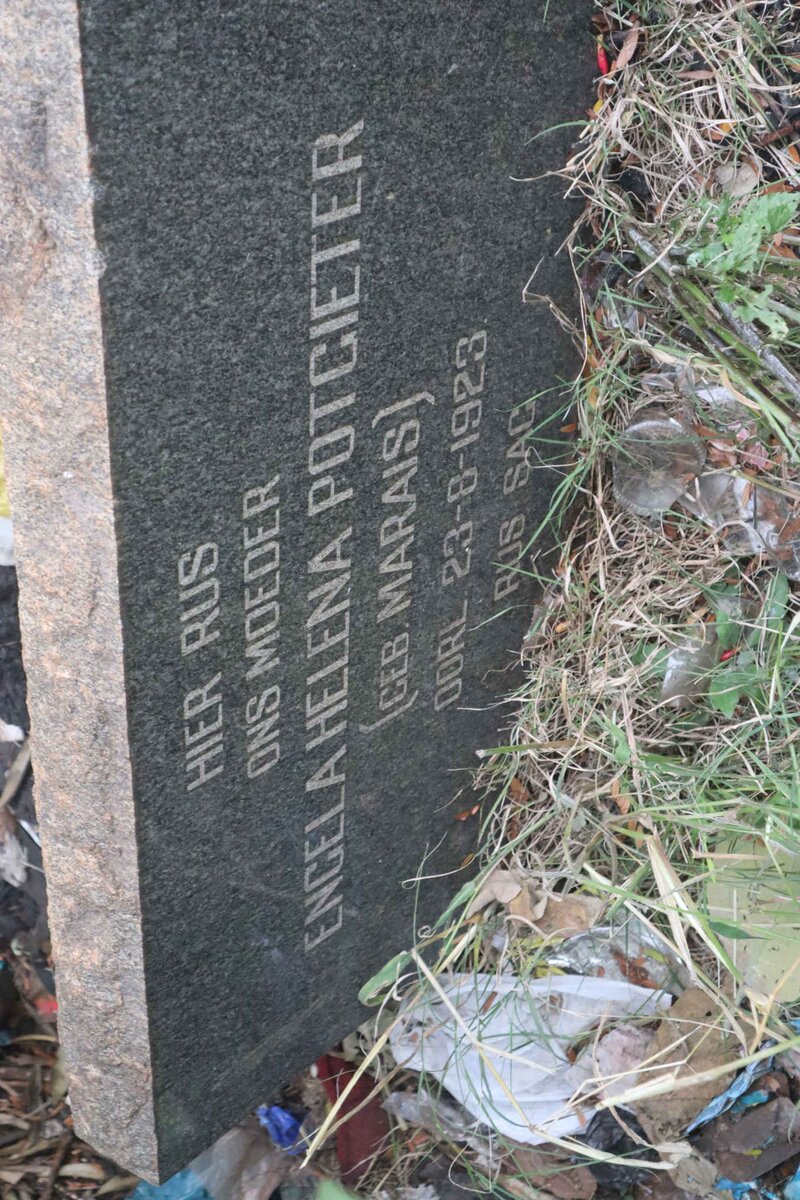 HIER RUS
ONS MOEDER
ENGELA HELENA POTGIETER
(GEB. MARAIS)
OORL. 23-8-1923
RUS SAG